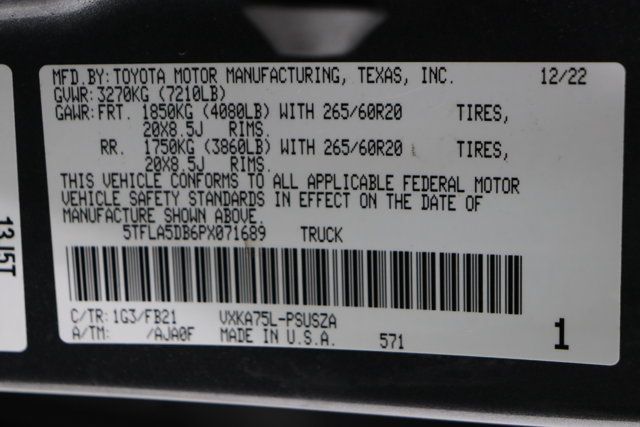 MFD.BY: TOYOTA MOTOR MANUFACTURING, TEXAS, INC. 12/22
GVWR: 3270KG (7210LB)
GAWR: FRT. 1850KG (4080LB) WITH 265/60R20 TIRES,
20X8.5J RIMS.
RR. 1750KG (3860LB) WITH 265/60R20 TIRES,
20X8.5J RIMS.
THIS VEHICLE CONFORMS TO ALL APPLICABLE FEDERAL MOTOR
VEHICLE SAFETY STANDARDS IN EFFECT ON THE DATE OF
MANUFACTURE SHOWN ABOVE.
5TFLA5DB6PX071689 TRUCK
C/TR: 1G3/FB21 VXKA75L-PSUSZA
A/TM: /AJA0F MADE IN U.S.A. 571 1
13J5T